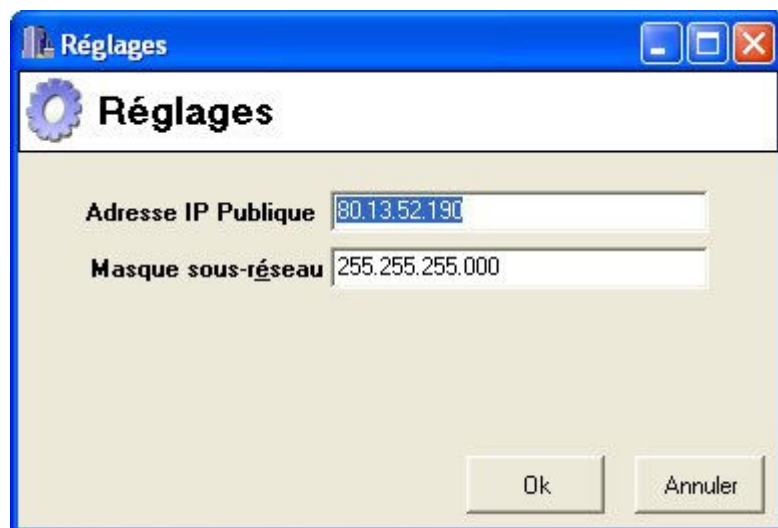 Réglages
Réglages
Adresse IP Publique 80.13.52.190
Masque sous-réseau 255.255.255.000
Ok Annuler